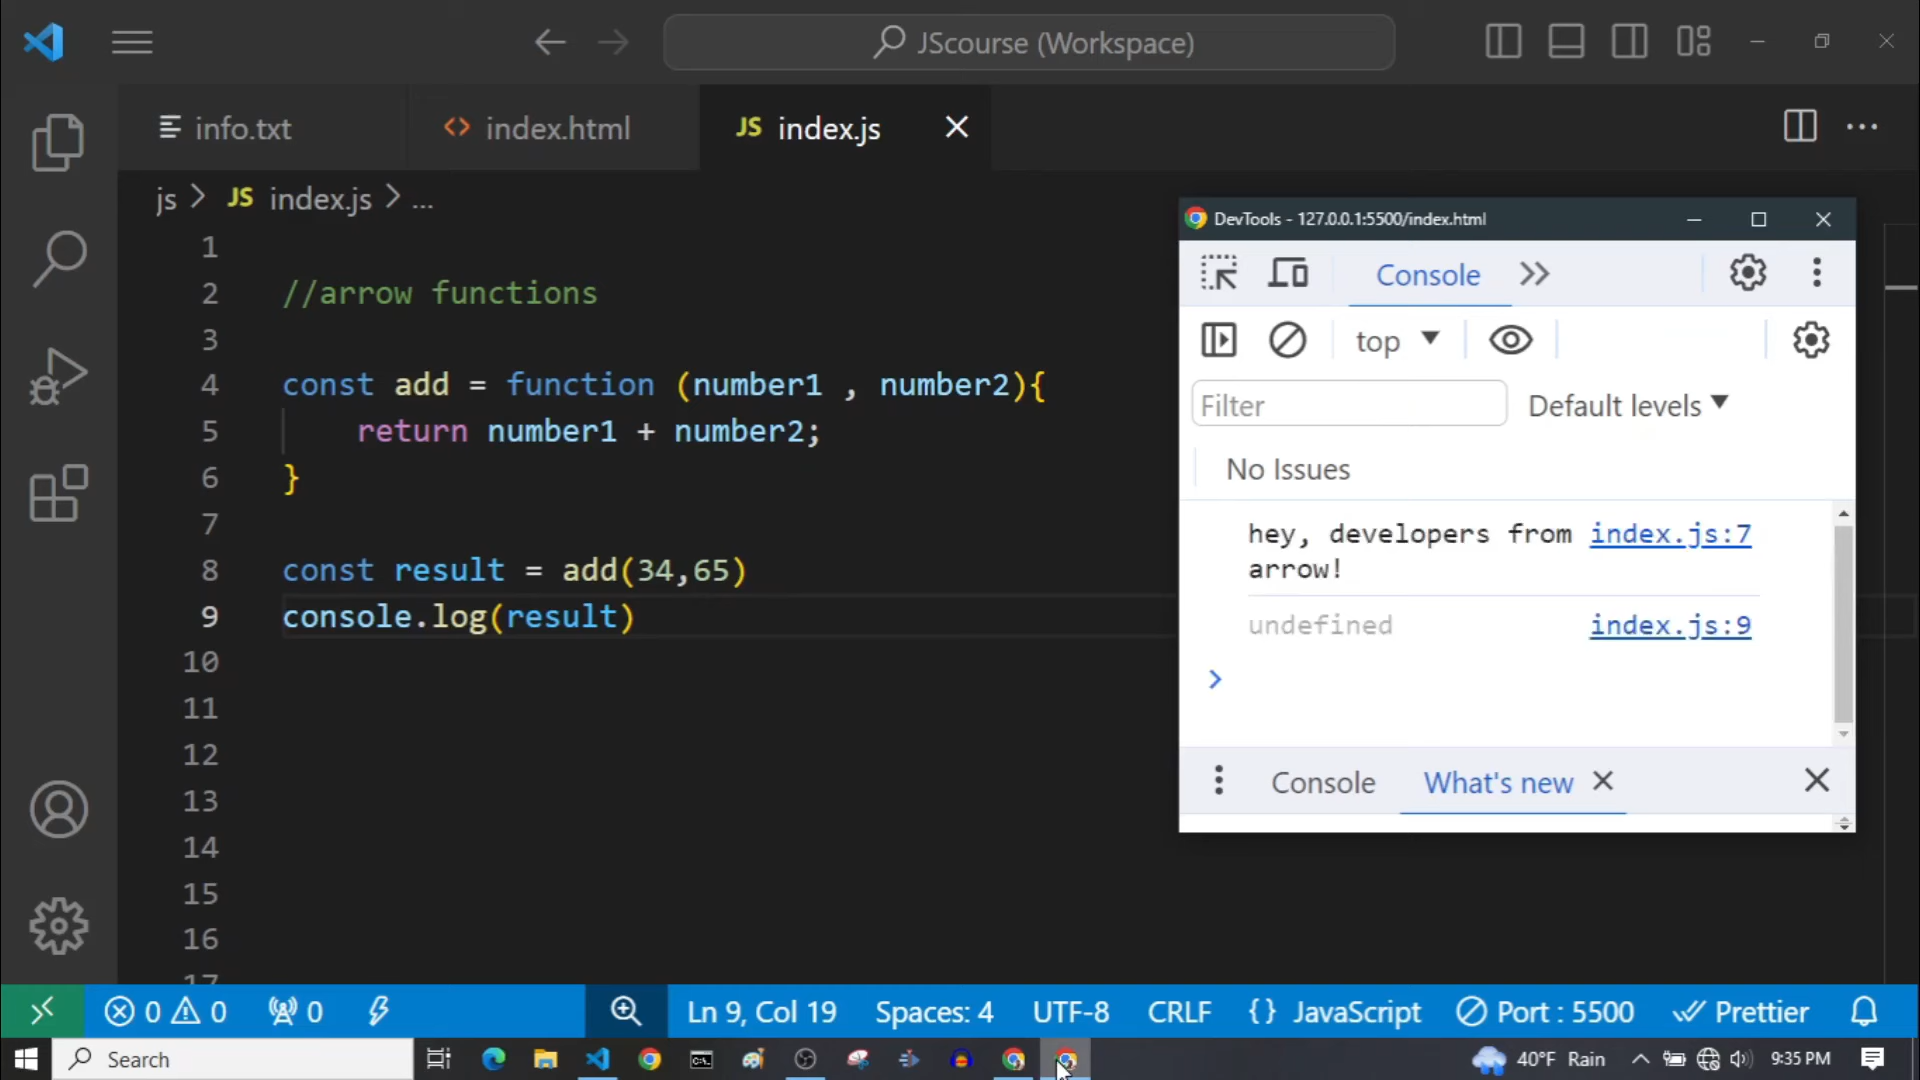 JScourse (Workspace)
info.txt
index.html
JS index.js
js > JS index.js > ...
1
2 //arrow functions
3
4 const add = function (number1 , number2){
5 return number1 + number2;
6 }
7
8 const result = add(34,65)
9 console.log(result)
10
11
12
13
14
15
16
17
DevTools - 127.0.0.1:5500/index.html
Console
top
Filter
Default levels
No Issues
hey, developers from index.js:7
arrow!
undefined index.js:9
Console
What's new
0 0 0
Ln 9, Col 19
Spaces: 4
UTF-8
CRLF
{} JavaScript
Port : 5500
Prettier
Search
40°F Rain
9:35 PM